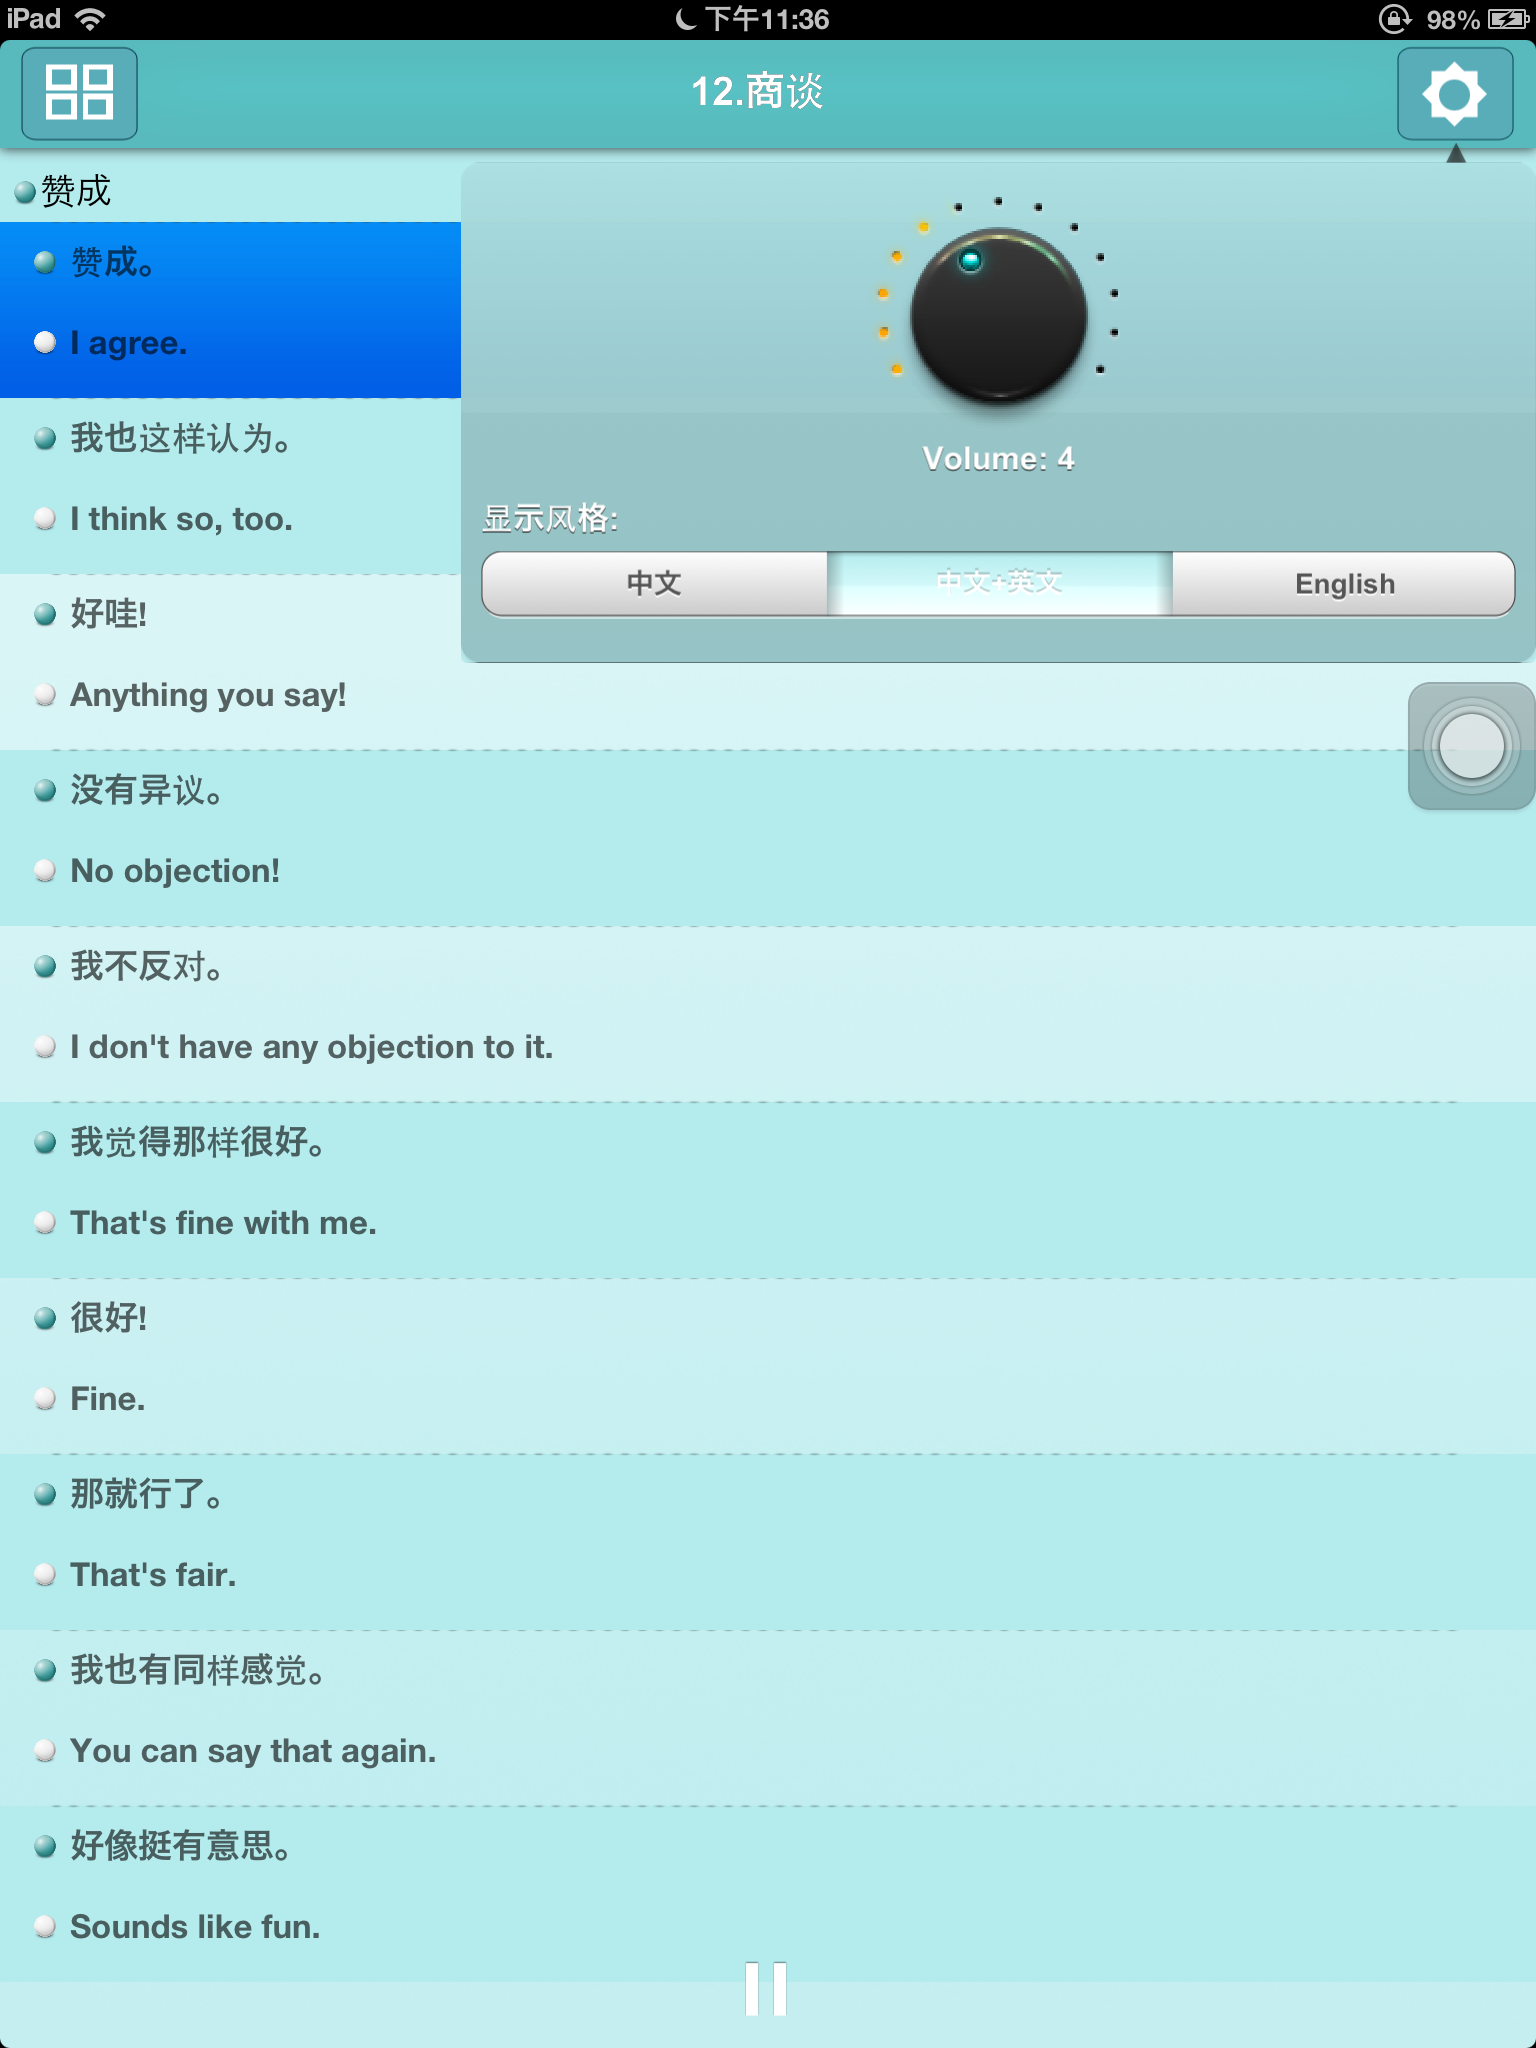 iPad 下午11:36 98%
12.商谈
赞成
赞成。
I agree.
Volume: 4
显示风格:
中文 中文+英文 English
我也这样认为。
I think so, too.
好哇!
Anything you say!
没有异议。
No objection!
我不反对。
I don't have any objection to it.
我觉得那样很好。
That's fine with me.
很好!
Fine.
那就行了。
That's fair.
我也有同样感觉。
You can say that again.
好像挺有意思。
Sounds like fun.